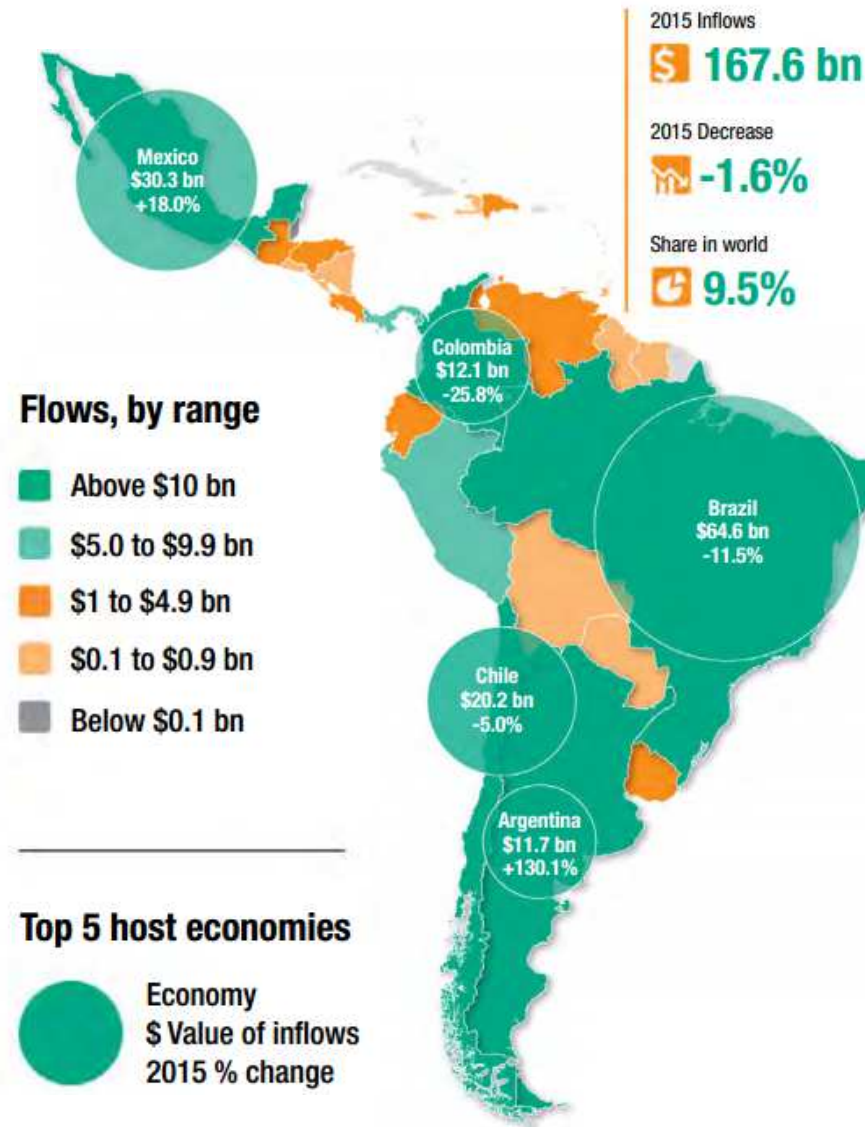 2015 Inflows
$ 167.6 bn
2015 Decrease
-1.6%
Share in world
9.5%
Mexico
$30.3 bn
+18.0%
Colombia
$12.1 bn
-25.8%
Brazil
$64.6 bn
-11.5%
Chile
$20.2 bn
-5.0%
Argentina
$11.7 bn
+130.1%
Flows, by range
Above $10 bn
$5.0 to $9.9 bn
$1 to $4.9 bn
$0.1 to $0.9 bn
Below $0.1 bn
Top 5 host economies
Economy
$ Value of inflows
2015 % change